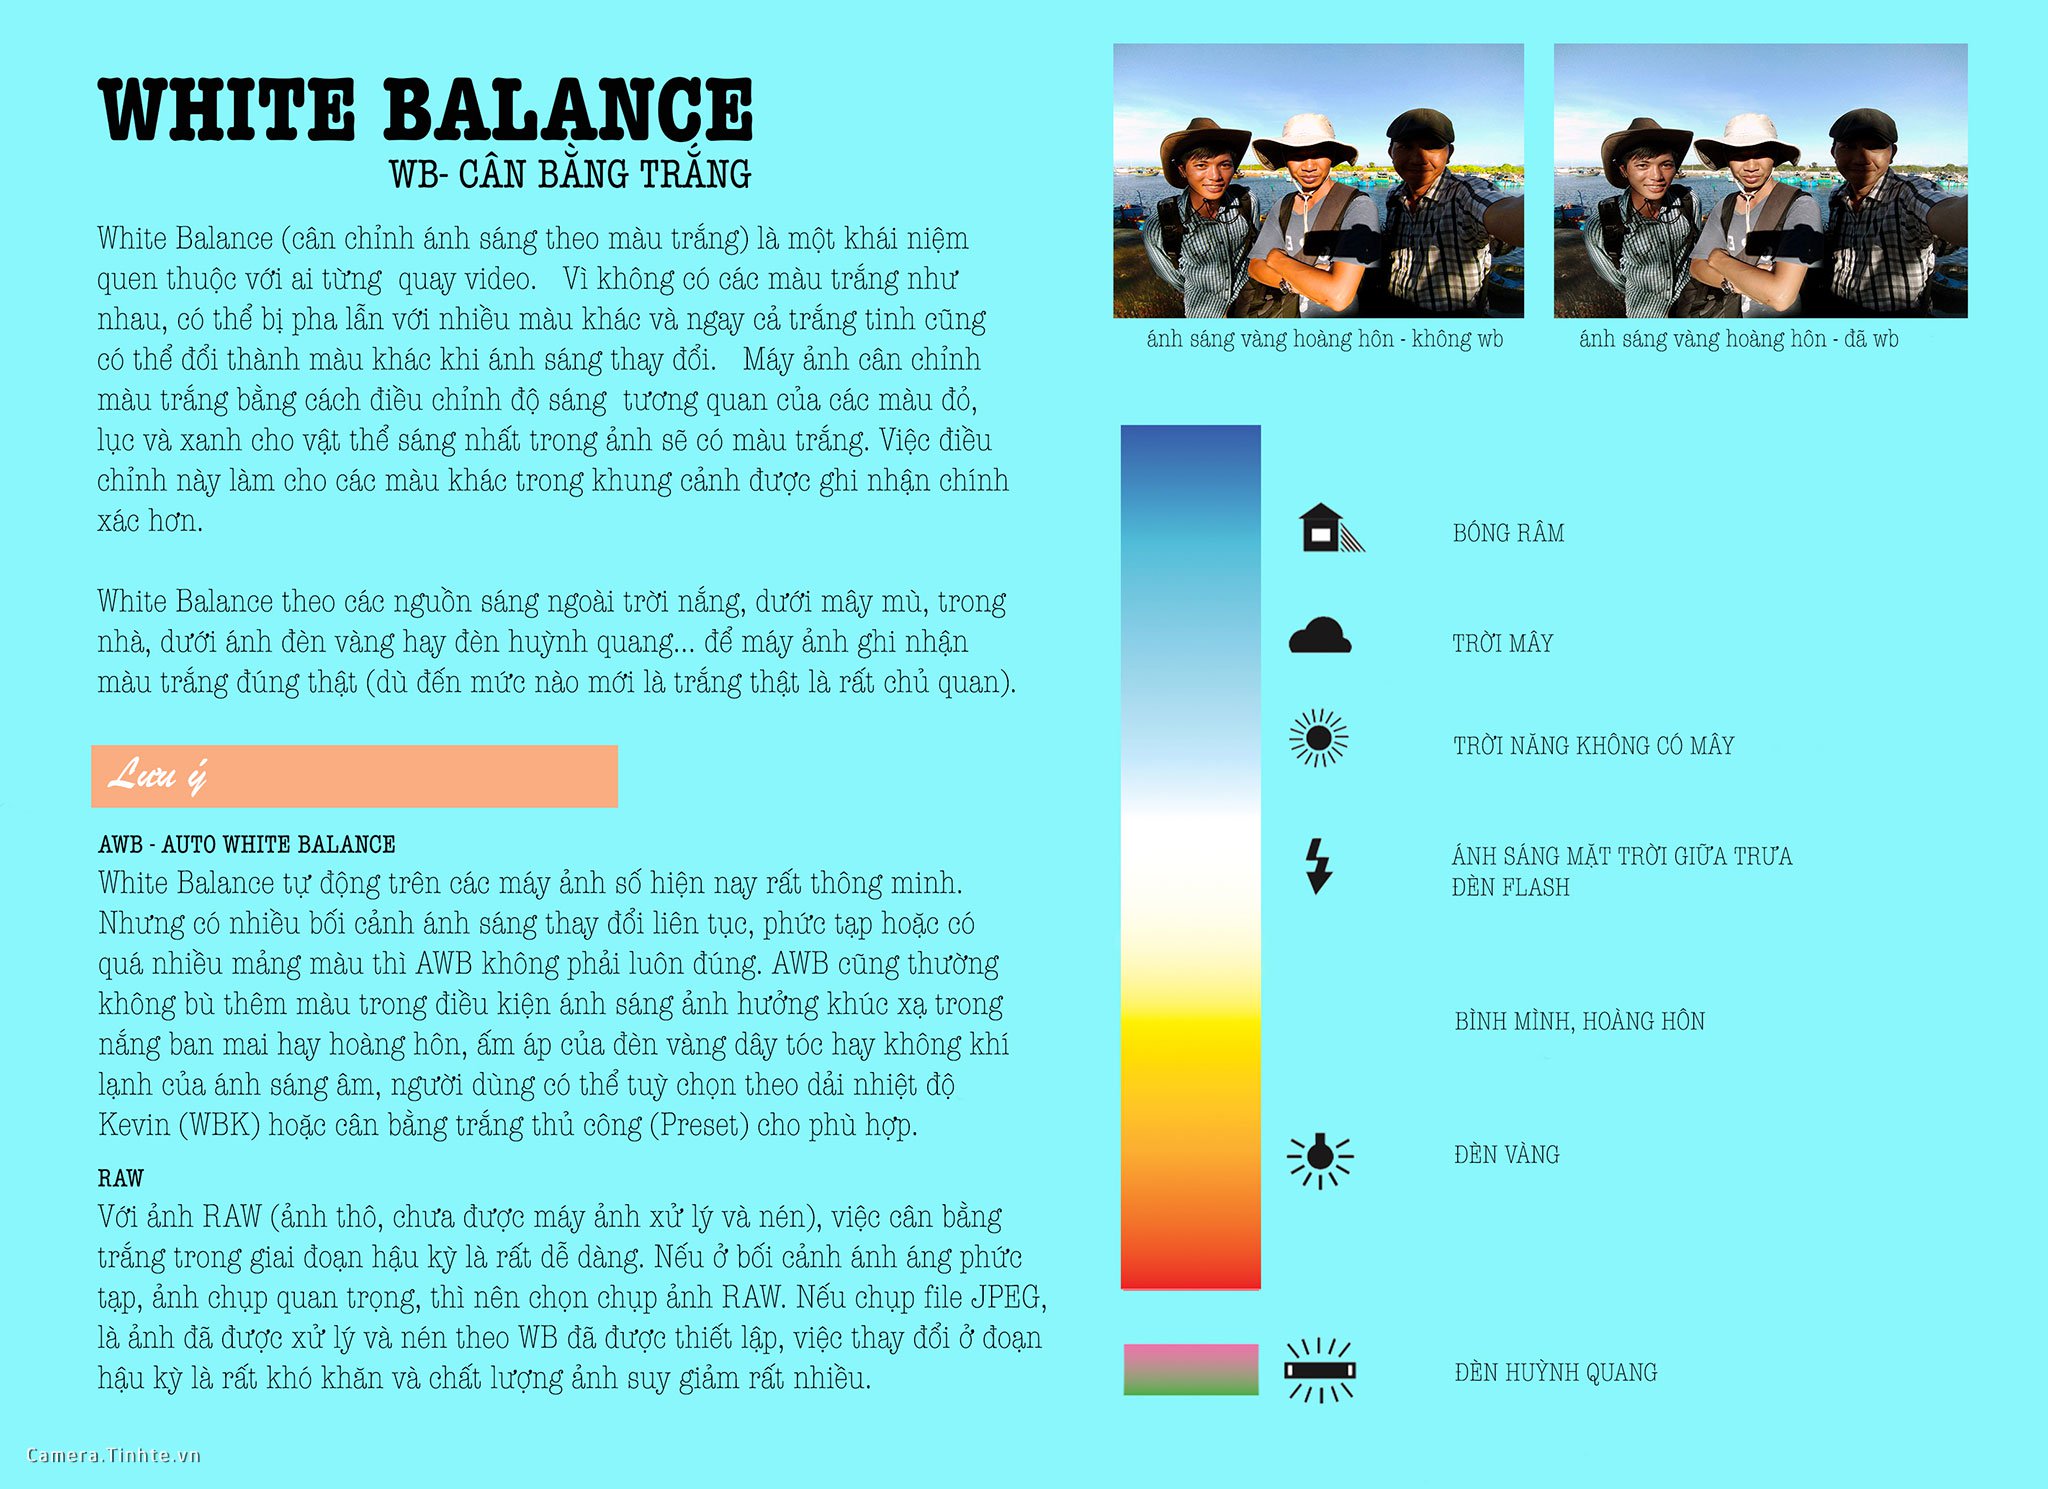 WHITE BALANCE
WB- CÂN BẰNG TRẮNG
White Balance (cân chỉnh ánh sáng theo màu trắng) là một khái niệm
quen thuộc với ai từng quay video. Vì không có các màu trắng như
nhau, có thể bị pha lẫn với nhiều màu khác và ngay cả trắng tinh cũng
có thể đổi thành màu khác khi ánh sáng thay đổi. Máy ảnh cân chỉnh
màu trắng bằng cách điều chỉnh độ sáng tương quan của các màu đỏ,
lục và xanh cho vật thể sáng nhất trong ảnh sẽ có màu trắng. Việc điều
chỉnh này làm cho các màu khác trong khung cảnh được ghi nhận chính
xác hơn.
White Balance theo các nguồn sáng ngoài trời nắng, dưới mây mù, trong
nhà, dưới ánh đèn vàng hay đèn huỳnh quang... để máy ảnh ghi nhận
màu trắng đúng thật (dù đến mức nào mới là trắng thật là rất chủ quan).
Lưu ý
AWB - AUTO WHITE BALANCE
White Balance tự động trên các máy ảnh số hiện nay rất thông minh.
Nhưng có nhiều bối cảnh ánh sáng thay đổi liên tục, phức tạp hoặc có
quá nhiều mảng màu thì AWB không phải luôn đúng. AWB cũng thường
không bù thêm màu trong điều kiện ánh sáng ảnh hưởng khúc xạ trong
nắng ban mai hay hoàng hôn, ấm áp của đèn vàng dây tóc hay không khí
lạnh của ánh sáng âm, người dùng có thể tuỳ chọn theo dải nhiệt độ
Kevin (WBK) hoặc cân bằng trắng thủ công (Preset) cho phù hợp.
RAW
Với ảnh RAW (ảnh thô, chưa được máy ảnh xử lý và nén), việc cân bằng
trắng trong giai đoạn hậu kỳ là rất dễ dàng. Nếu ở bối cảnh ánh áng phức
tạp, ảnh chụp quan trọng, thì nên chọn chụp ảnh RAW. Nếu chụp file JPEG,
là ảnh đã được xử lý và nén theo WB đã được thiết lập, việc thay đổi ở đoạn
hậu kỳ là rất khó khăn và chất lượng ảnh suy giảm rất nhiều.
ánh sáng vàng hoàng hôn - không wb
ánh sáng vàng hoàng hôn - đã wb
BÓNG RÂM
TRỜI MÂY
TRỜI NĂNG KHÔNG CÓ MÂY
ÁNH SÁNG MẶT TRỜI GIỮA TRƯA
ĐÈN FLASH
BÌNH MÌNH, HOÀNG HÔN
ĐÈN VÀNG
ĐÈN HUỲNH QUANG
Camera.Tinhte.vn